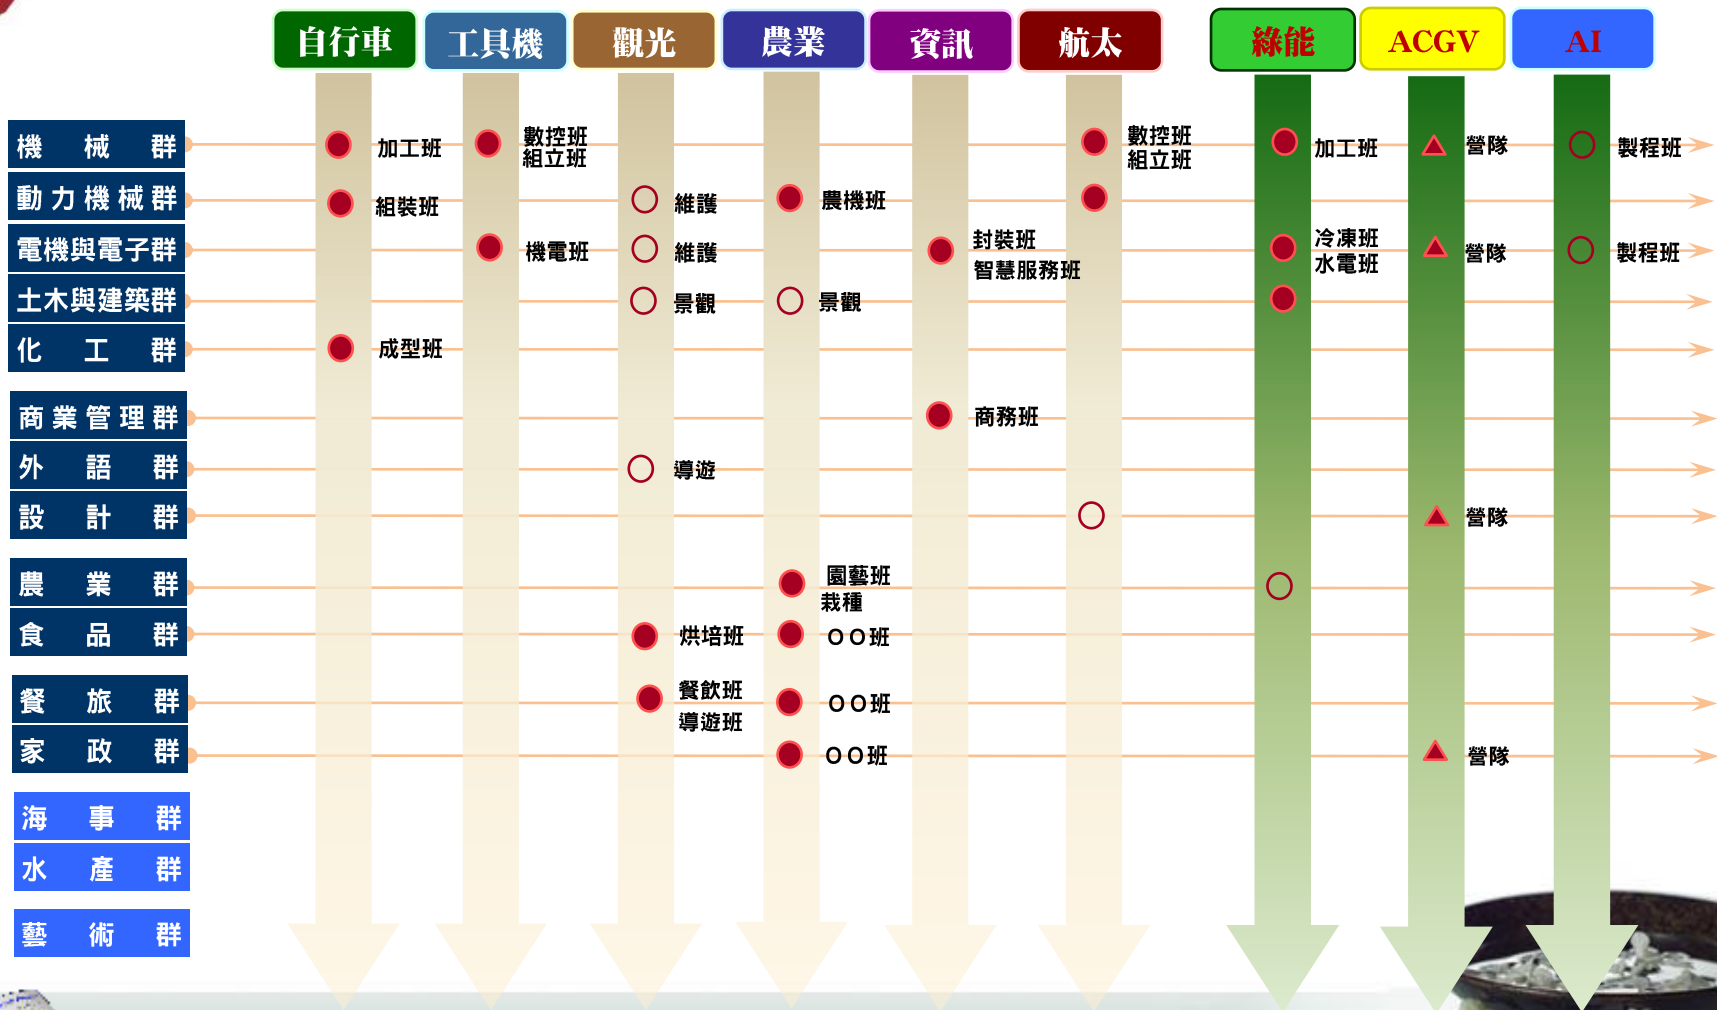 自行車 工具機 觀光 農業 資訊 航太 綠能 ACGV AI
機械群 加工班 數控班 數控班 加工班 營隊 製程班
組立班 組立班
動力機械群 組裝班 維護 農機班
電機與電子群 機電班 維護 封裝班 冷凍班 營隊 製程班
智慧服務班 水電班
土木與建築群 景觀 景觀
化工群 成型班
商業管理群 商務班
外語群 導遊
設計群 營隊
農業群 園藝班
栽種
食品群 烘培班 OO班
餐旅群 餐飲班 OO班
導遊班
家政群 OO班 營隊
海事群
水產群
藝術群